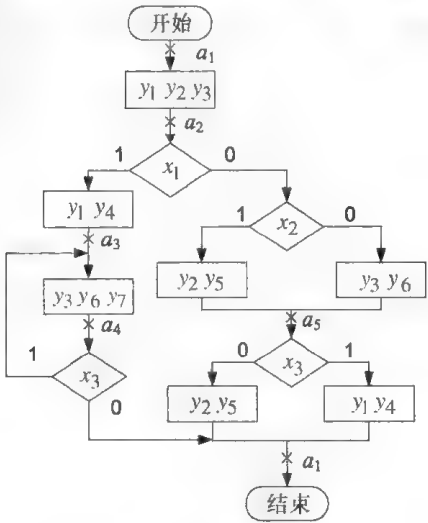 开始
a₁
y₁ y₂ y₃
a₂
1 x₁ 0
y₁ y₄
1 x₂ 0
a₃
y₂ y₅ y₃ y₆
y₃ y₆ y₇
a₄ a₅
1 x₃ 0 x₃ 1
0 y₂ y₅ y₁ y₄
a₁
结束